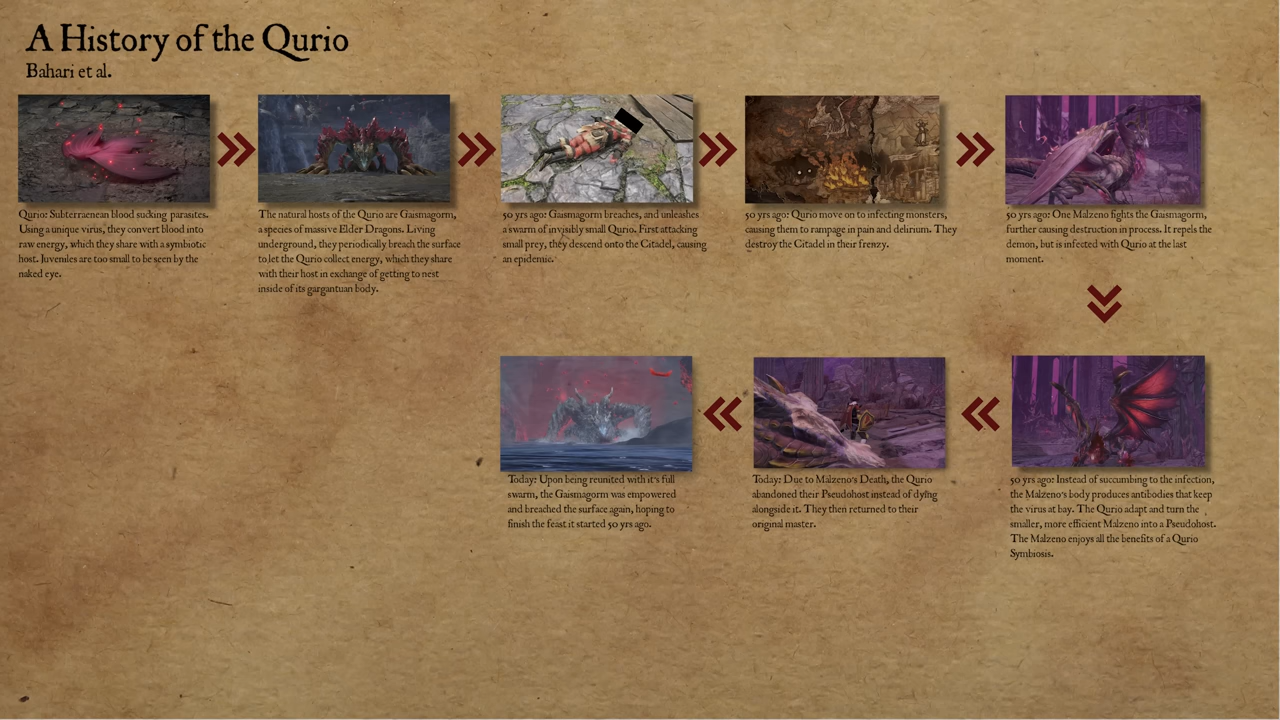 A History of the Qurio
Bahari et al.
Qurio: Subterraenean blood sucking parasites.
Using a unique virus, they convert blood into
raw energy, which they share with a symbiotic
host. Juveniles are too small to be seen by the
naked eye.
The natural hosts of the Qurio are Gaismagorm,
a species of massive Elder Dragons. Living
underground, they periodically breach the surface
to let the Qurio collect energy, which they share
with their host in exchange of getting to nest
inside of its gargantuan body.
50 yrs ago: Gaismagorm breaches, and unleashes
a swarm of invisibly small Qurio. First attacking
small prey, they descend onto the Citadel, causing
an epidemic.
50 yrs ago: Qurio move on to infecting monsters,
causing them to rampage in pain and delirium. They
destroy the Citadel in their frenzy.
50 yrs ago: One Malzeno fights the Gaismagorm,
further causing destruction in process. It repels the
demon, but is infected with Qurio at the last
moment.
50 yrs ago: Instead of succumbing to the infection,
the Malzeno's body produces antibodies that keep
the virus at bay. The Qurio adapt and turn the
smaller, more efficient Malzeno into a Pseudohost.
The Malzeno enjoys all the benefits of a Qurio
Symbiosis.
Today: Due to Malzeno's Death, the Qurio
abandoned their Pseudohost instead of dying
alongside it. They then returned to their
original master.
Today: Upon being reunited with it's full
swarm, the Gaismagorm was empowered
and breached the surface again, hoping to
finish the feast it started 50 yrs ago.